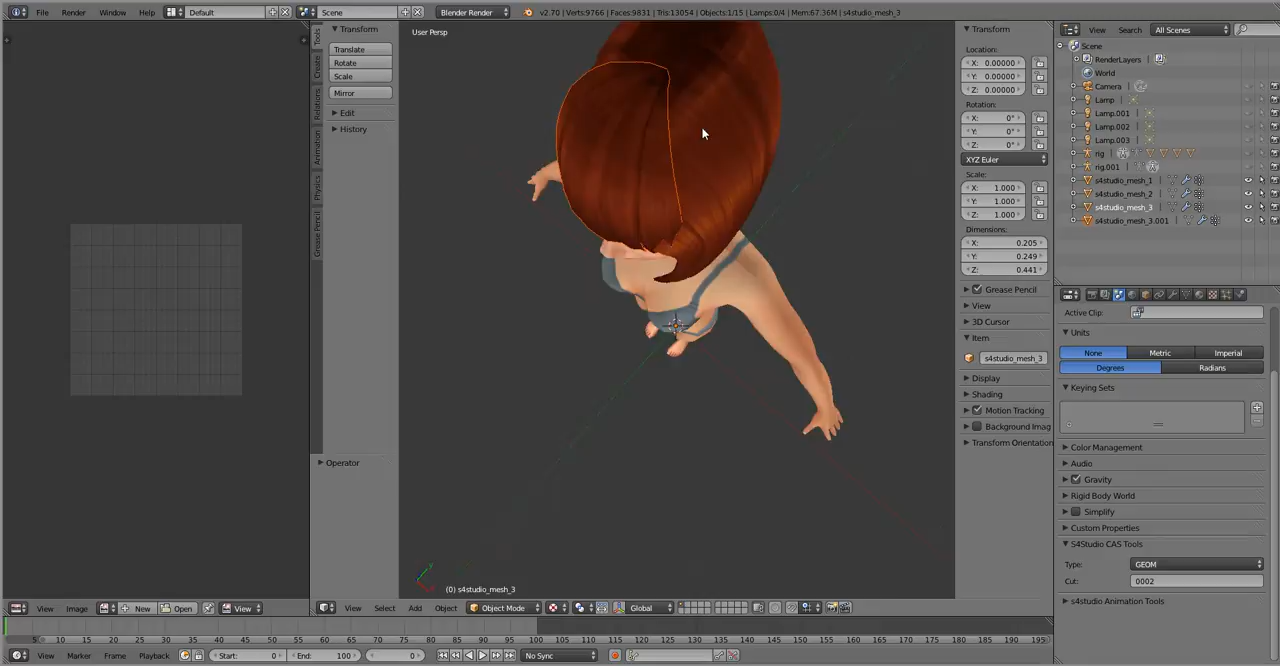 File Render Window Help Default Scene Blender Render v2.70 | Verts:9766 | Faces:9831 | Tris:13054 | Objects:1/15 | Lamps:0/4 | Mem:67.36M | s4studio_mesh_3
User Persp
Tools
Create
Relations
Animation
Physics
Grease Pencil
Transform
Translate
Rotate
Scale
Mirror
Edit
History
Operator
(0) s4studio_mesh_3
Transform
Location:
X: 0.00000
Y: 0.00000
Z: 0.00000
Rotation:
X: 0°
Y: 0°
Z: 0°
XYZ Euler
Scale:
X: 1.000
Y: 1.000
Z: 1.000
Dimensions:
X: 0.205
Y: 0.249
Z: 0.441
Grease Pencil
View
3D Cursor
Item
s4studio_mesh_3
Display
Shading
Motion Tracking
Background Imag
Transform Orientation
View Search All Scenes
Scene
RenderLayers
World
Camera
Lamp
Lamp.001
Lamp.002
Lamp.003
rig
rig.001
s4studio_mesh_1
s4studio_mesh_2
s4studio_mesh_3
s4studio_mesh_3.001
Active Clip:
Units
None Metric Imperial
Degrees Radians
Keying Sets
Color Management
Audio
Gravity
Rigid Body World
Simplify
Custom Properties
S4Studio CAS Tools
Type: GEOM
Cut: 0002
s4studio Animation Tools
View Image New Open View
View Select Add Object Object Mode Global
5 10 15 20 25 30 35 40 45 50 55 60 65 70 75 80 85 90 95 100 105 110 115 120 125 130 135 140 145 150 155 160 165 170 175 180 185 190 195
View Marker Frame Playback Start: 0 End: 100 0 No Sync